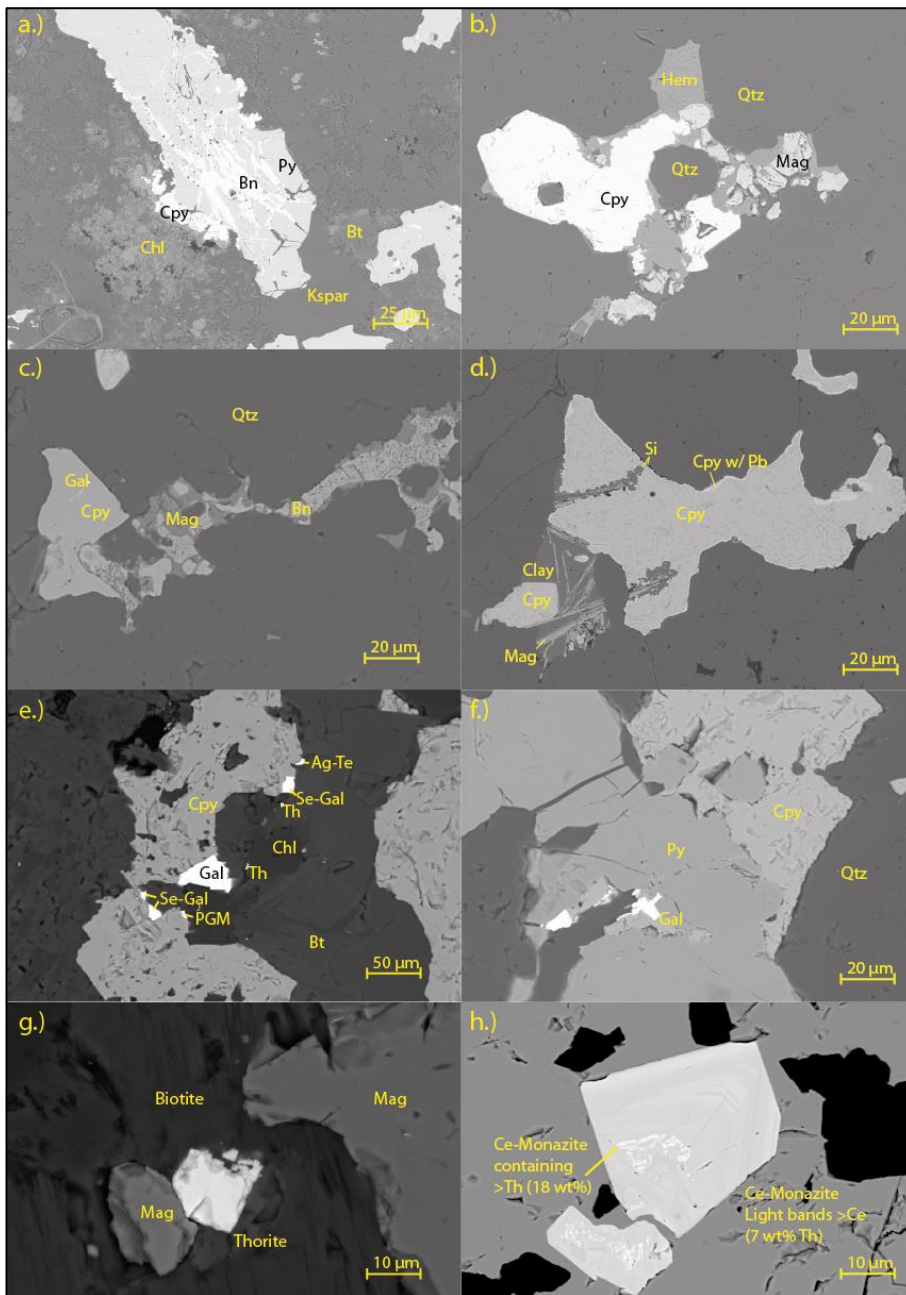 a.)
Py
Bn
Cpy
Bt
Chl
Kspar
25 µm
b.)
Hem
Qtz
Mag
Qtz
Cpy
20 µm
c.)
Qtz
Gal
Cpy
Mag
Bn
20 µm
d.)
Si
Cpy w/ Pb
Cpy
Clay
Cpy
Mag
20 µm
e.)
Ag-Te
Cpy
Se-Gal
Th
Chl
Gal
Th
Se-Gal
PGM
Bt
50 µm
f.)
Cpy
Py
Qtz
Gal
20 µm
g.)
Biotite
Mag
Mag
Thorite
10 µm
h.)
Ce-Monazite
containing
>Th (18 wt%)
Ce-Monazite
Light bands >Ce
(7 wt% Th)
10 µm